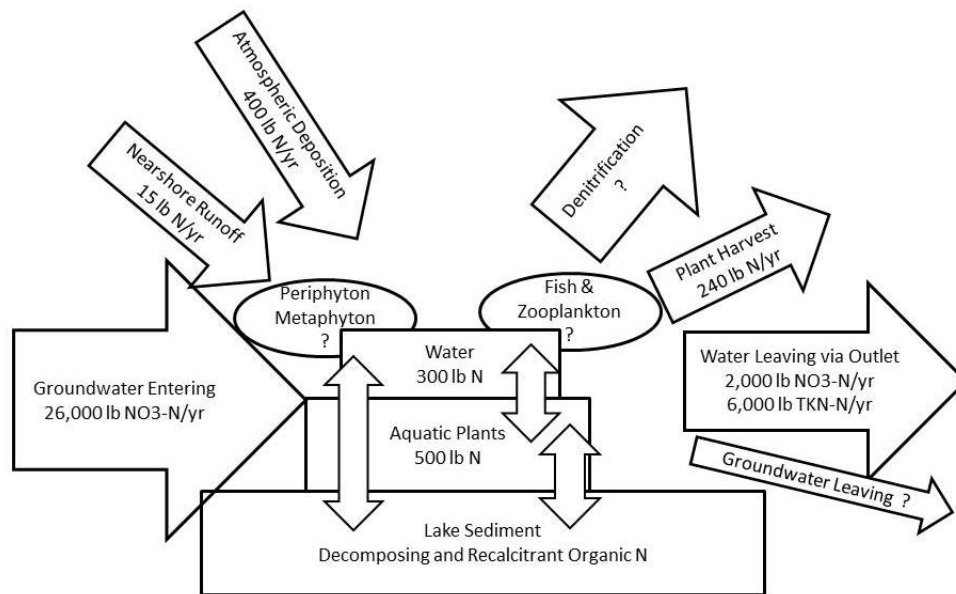 Atmospheric Deposition
400 lb N/yr
Nearshore Runoff
15 lb N/yr
Denitrification
?
Plant Harvest
240 lb N/yr
Periphyton
Metaphyton
?
Fish &
Zooplankton
?
Water
300 lb N
Groundwater Entering
26,000 lb NO3-N/yr
Water Leaving via Outlet
2,000 lb NO3-N/yr
6,000 lb TKN-N/yr
Aquatic Plants
500 lb N
Groundwater Leaving ?
Lake Sediment
Decomposing and Recalcitrant Organic N